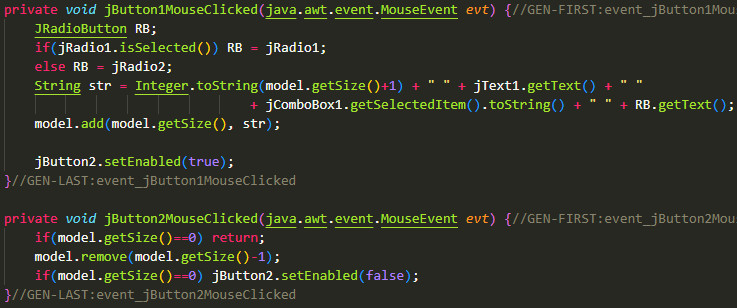 private void jButton1MouseClicked(java.awt.event.MouseEvent evt) {//GEN-FIRST:event_jButton1Mou
JRadioButton RB;
if(jRadio1.isSelected()) RB = jRadio1;
else RB = jRadio2;
String str = Integer.toString(model.getSize()+1) + " " + jText1.getText() + " "
+ jComboBox1.getSelectedItem().toString() + " " + RB.getText();
model.add(model.getSize(), str);
jButton2.setEnabled(true);
}//GEN-LAST:event_jButton1MouseClicked
private void jButton2MouseClicked(java.awt.event.MouseEvent evt) {//GEN-FIRST:event_jButton2Mou
if(model.getSize()==0) return;
model.remove(model.getSize()-1);
if(model.getSize()==0) jButton2.setEnabled(false);
}//GEN-LAST:event_jButton2MouseClicked